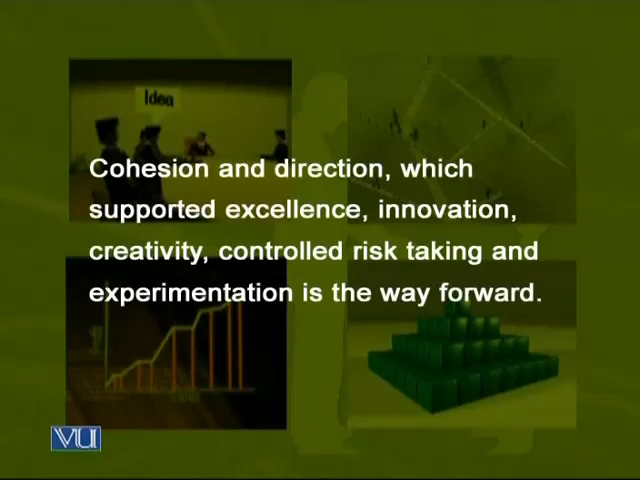 Idea
Cohesion and direction, which
supported excellence, innovation,
creativity, controlled risk taking and
experimentation is the way forward.
VU